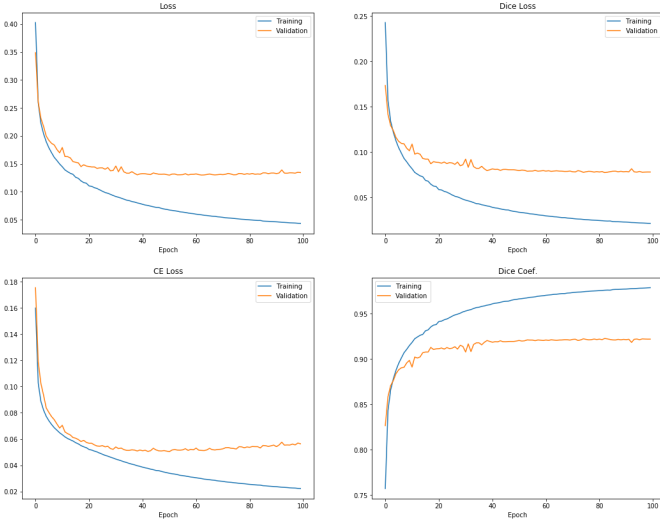 Loss
Training
Validation
0.40
0.35
0.30
0.25
0.20
0.15
0.10
0.05
0 20 40 60 80 100
Epoch
Dice Loss
Training
Validation
0.25
0.20
0.15
0.10
0.05
0 20 40 60 80 100
Epoch
CE Loss
Training
Validation
0.18
0.16
0.14
0.12
0.10
0.08
0.06
0.04
0.02
0 20 40 60 80 100
Epoch
Dice Coef.
Training
Validation
0.95
0.90
0.85
0.80
0.75
0 20 40 60 80 100
Epoch